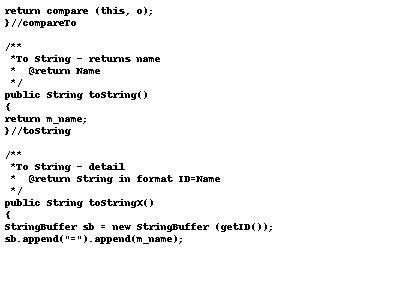 return compare (this, o);
}//compareTo
/**
*To String - returns name
*  @return Name
*/
public String toString()
{
return m_name;
}//toString
/**
*To String - detail
*  @return String in format ID=Name
*/
public String toStringX()
{
StringBuffer sb = new StringBuffer (getID());
sb.append("=").append(m_name);